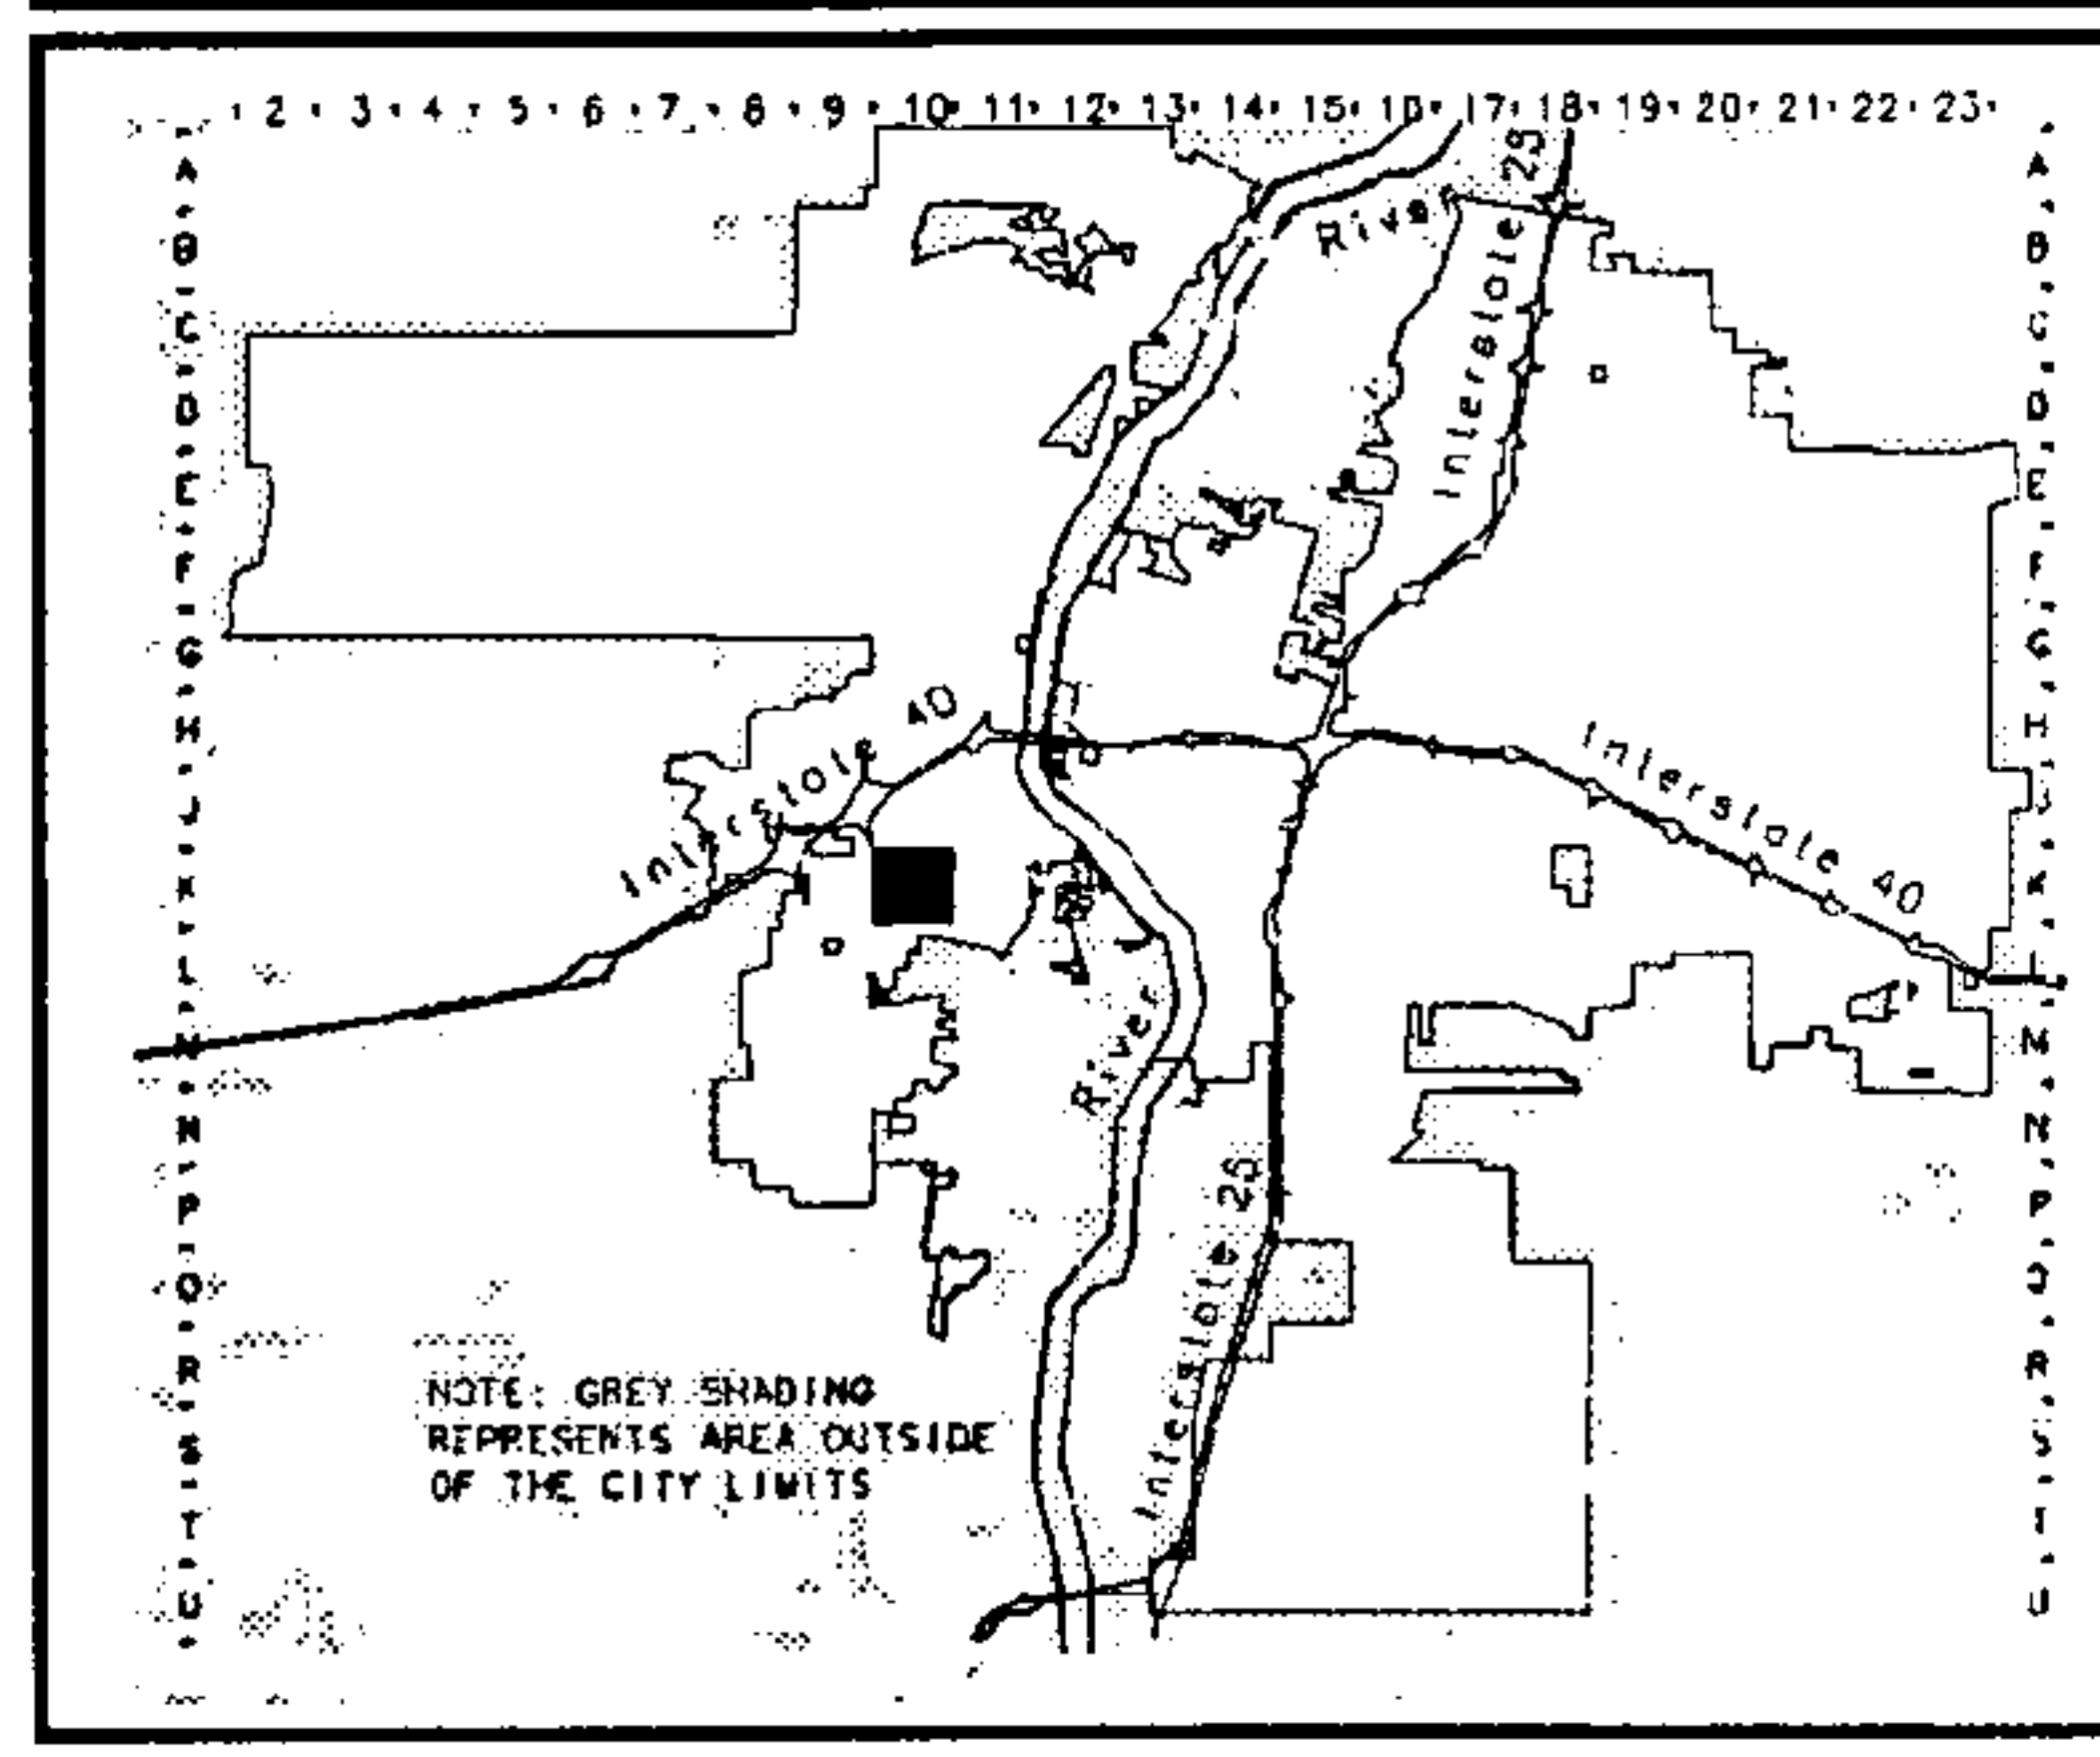 2 3 4 5 6 7 8 9 10 11 12 13 14 15 16 17 18 19 20 21 22 23
A A
B B
C C
D D
E E
F F
G G
H H
J J
K K
L L
M M
N N
P P
Q Q
R R
S S
T T
U U
River
Interstate 25
Interstate 40
Interstate 40
River
Interstate 25
NOTE: GREY SHADING
REPRESENTS AREA OUTSIDE
OF THE CITY LIMITS